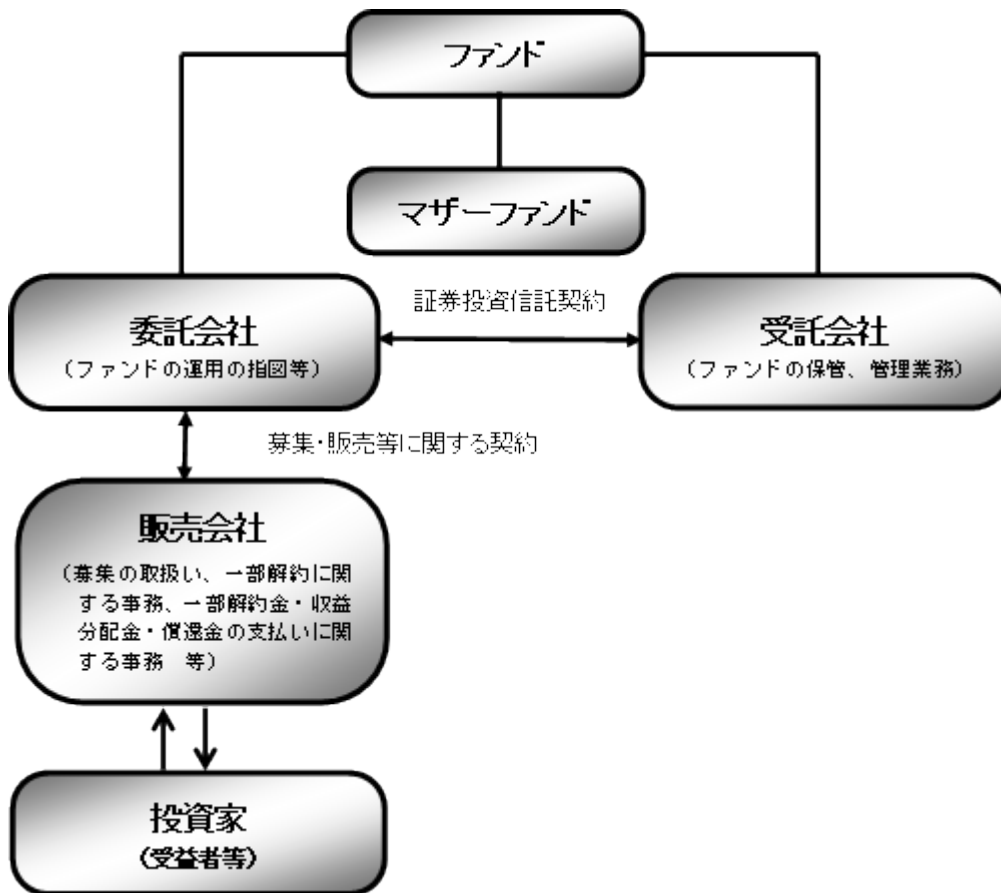 ファンド
マザーファンド
証券投資信託契約
委託会社
（ファンドの運用の指図等）
受託会社
（ファンドの保管、管理業務）
募集・販売等に関する契約
販売会社
（募集の取扱い、一部解約に関
する事務、一部解約金・収益
分配金・償還金の支払いに関
する事務　等）
投資家
（受益者等）